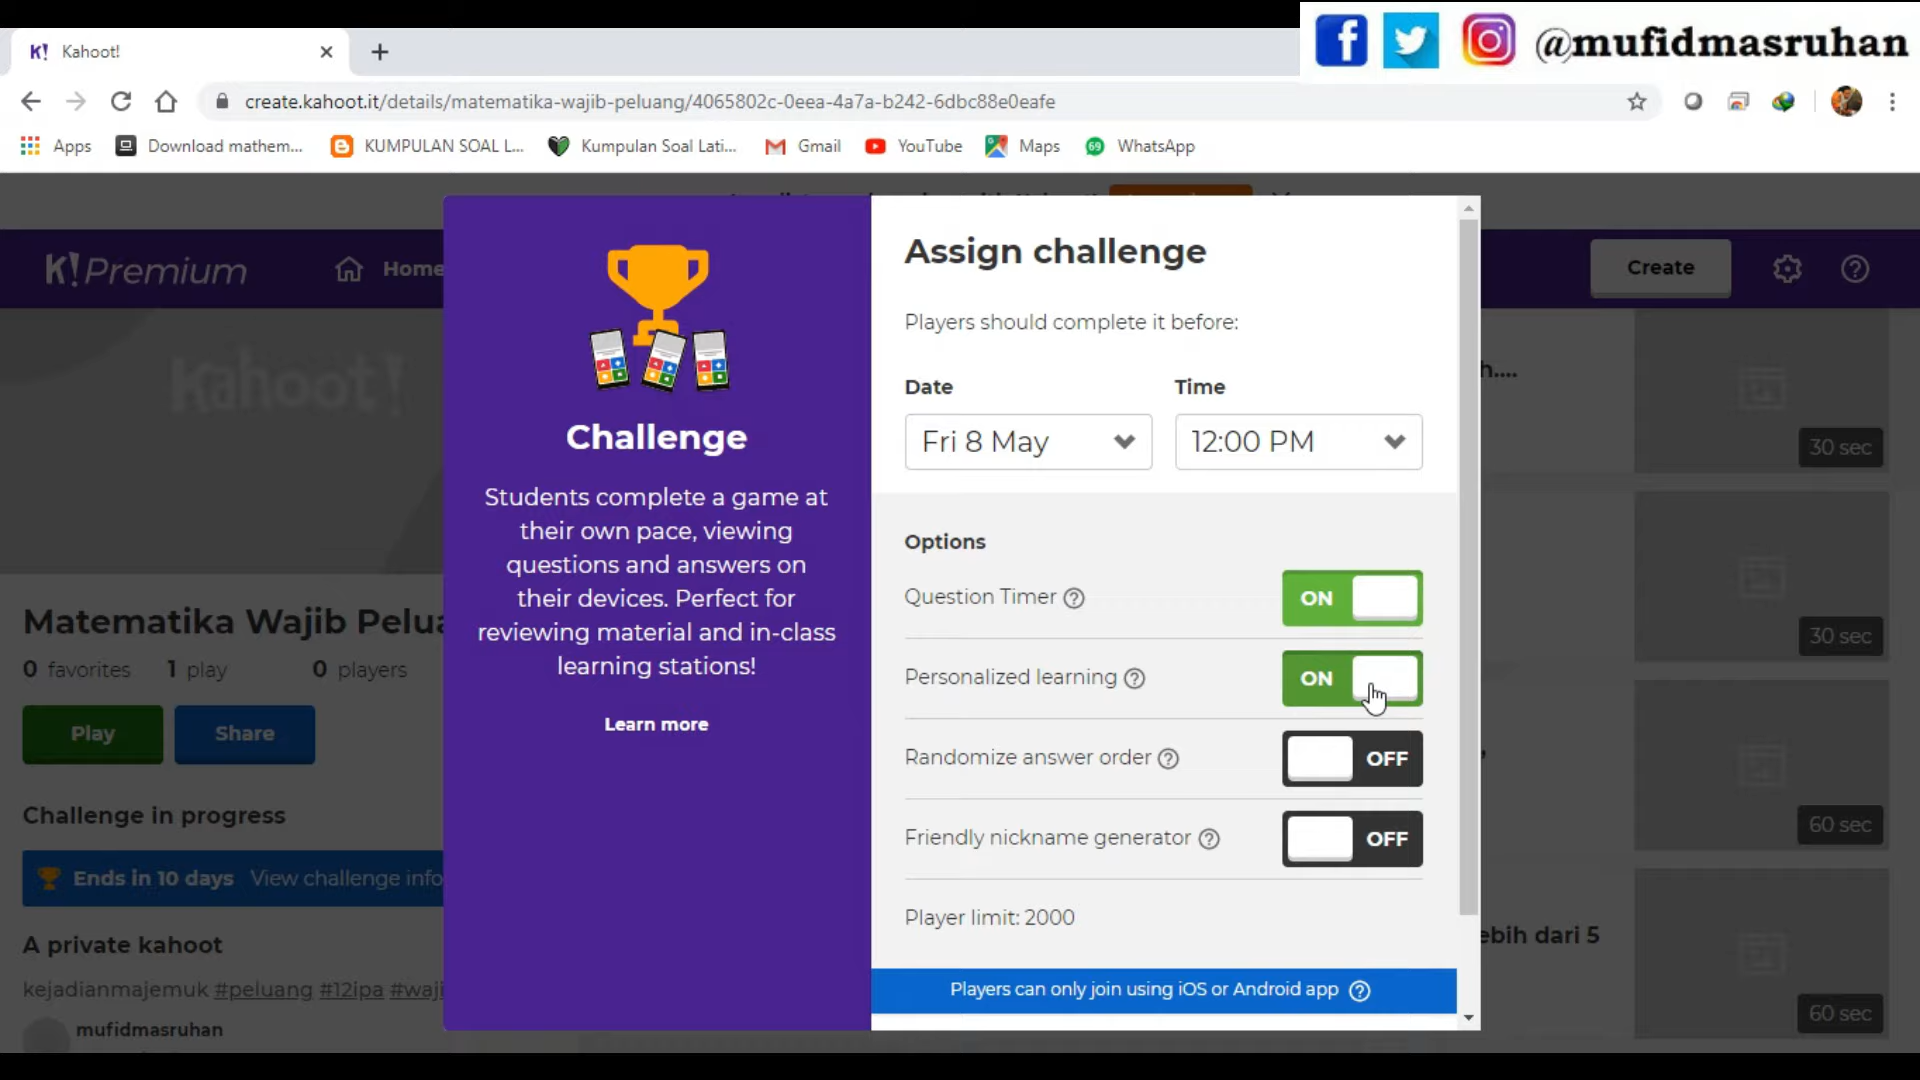 @mufidmasruhan
K! Kahoot!
create.kahoot.it/details/matematika-wajib-peluang/4065802c-0eea-4a7a-b242-6dbc88e0eafe
Apps Download mathem... KUMPULAN SOAL L... Kumpulan Soal Lati... Gmail YouTube Maps WhatsApp
K! Premium Home Create
Kahoot!
Matematika Wajib Pelua
0 favorites 1 play 0 players
Play Share
Challenge in progress
Ends in 10 days View challenge info
A private kahoot
kejadianmajemuk #peluang #12ipa #waji
mufidmasruhan
Challenge
Students complete a game at
their own pace, viewing
questions and answers on
their devices. Perfect for
reviewing material and in-class
learning stations!
Learn more
Assign challenge
Players should complete it before:
Date Time
Fri 8 May 12:00 PM
Options
Question Timer ON
Personalized learning ON
Randomize answer order OFF
Friendly nickname generator OFF
Player limit: 2000
Players can only join using iOS or Android app
h....
30 sec
30 sec
60 sec
ebih dari 5
60 sec